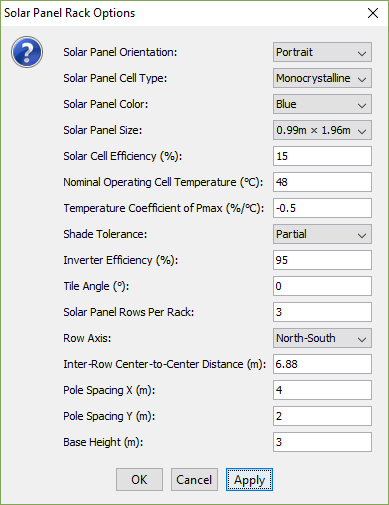 Solar Panel Rack Options
Solar Panel Orientation: Portrait
Solar Panel Cell Type: Monocrystalline
Solar Panel Color: Blue
Solar Panel Size: 0.99m × 1.96m
Solar Cell Efficiency (%): 15
Nominal Operating Cell Temperature (°C): 48
Temperature Coefficient of Pmax (%/°C): -0.5
Shade Tolerance: Partial
Inverter Efficiency (%): 95
Tile Angle (°): 0
Solar Panel Rows Per Rack: 3
Row Axis: North-South
Inter-Row Center-to-Center Distance (m): 6.88
Pole Spacing X (m): 4
Pole Spacing Y (m): 2
Base Height (m): 3
OK Cancel Apply